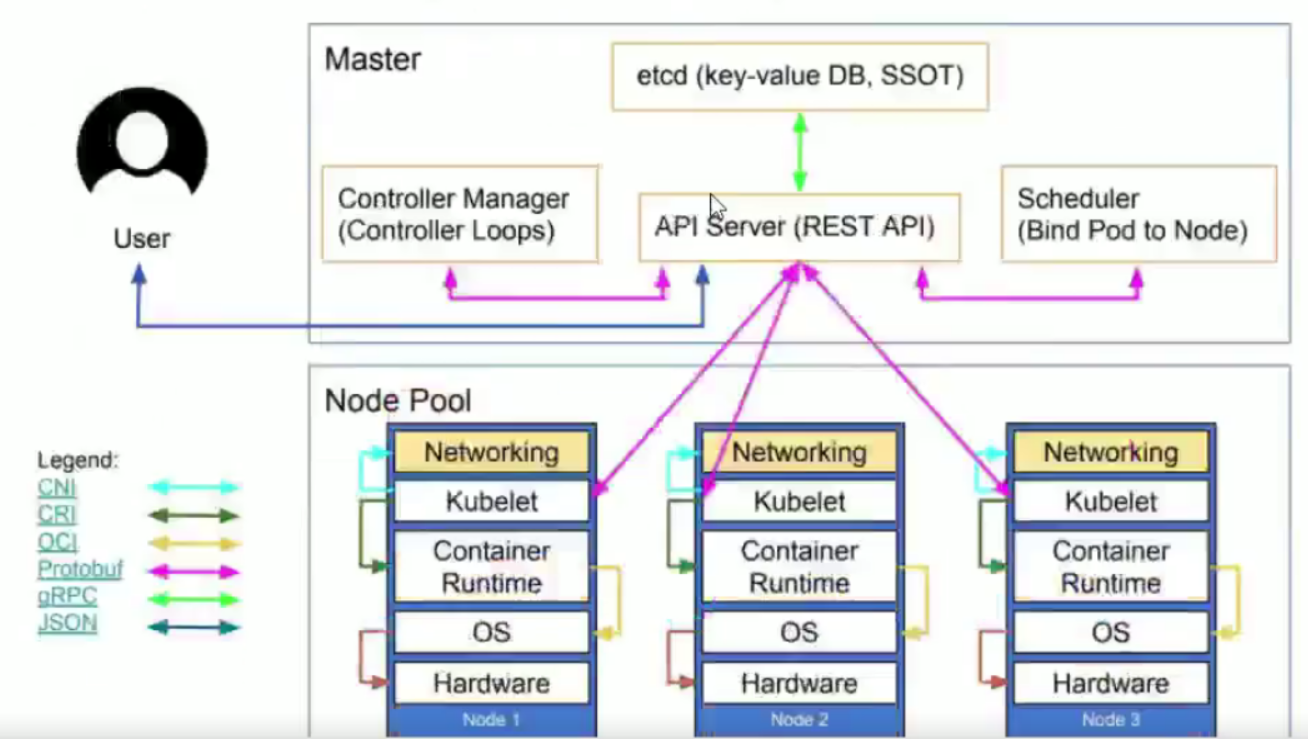 Master
etcd (key-value DB, SSOT)
Controller Manager
(Controller Loops)
API Server (REST API)
Scheduler
(Bind Pod to Node)
User
Node Pool
Legend:
CNI
CRI
OCI
Protobuf
gRPC
JSON
Networking
Kubelet
Container
Runtime
OS
Hardware
Node 1
Networking
Kubelet
Container
Runtime
OS
Hardware
Node 2
Networking
Kubelet
Container
Runtime
OS
Hardware
Node 3